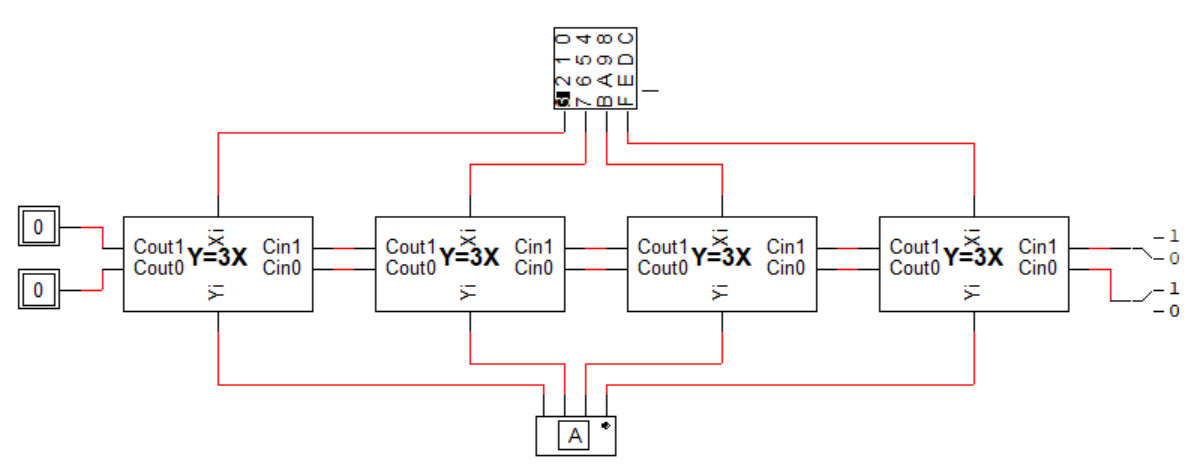 3 2 1 0
7 6 5 4
B A 9 8
F E D C
0
0
Xi
Cout1 Cin1
Y=3X
Cout0 Cin0
Yi
Xi
Cout1 Cin1
Y=3X
Cout0 Cin0
Yi
Xi
Cout1 Cin1
Y=3X
Cout0 Cin0
Yi
Xi
Cout1 Cin1
Y=3X
Cout0 Cin0
Yi
1
0
1
0
A